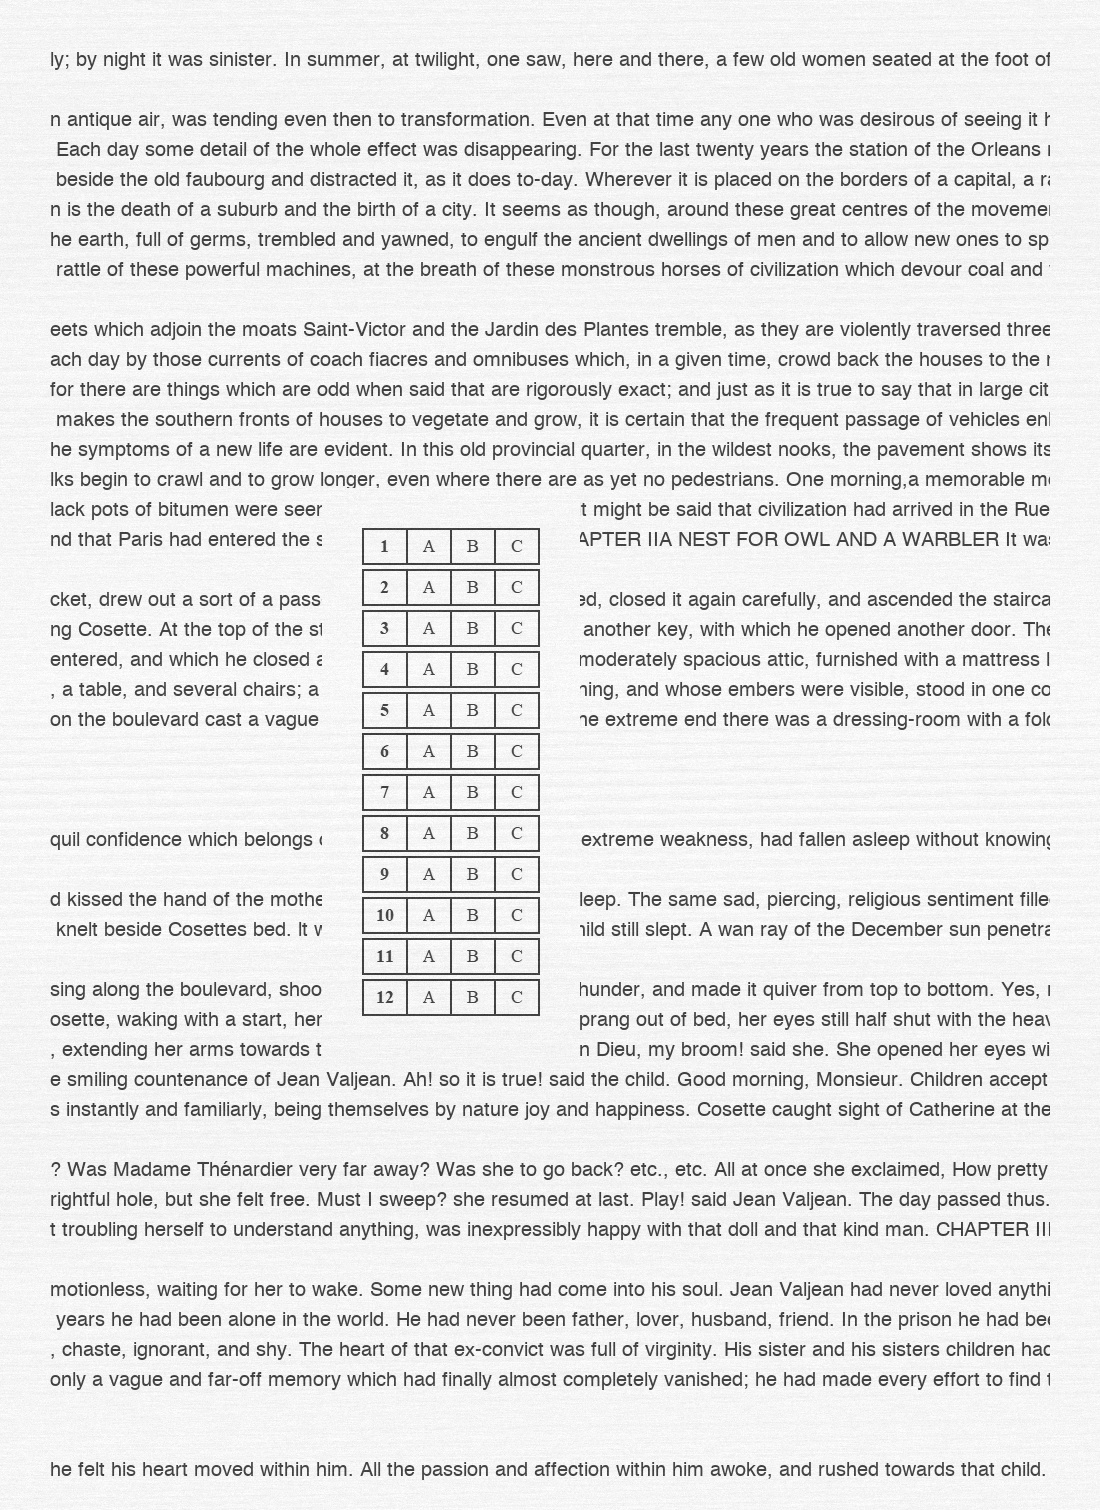 ly; by night it was sinister. In summer, at twilight, one saw, here and there, a few old women seated at the foot of
n antique air, was tending even then to transformation. Even at that time any one who was desirous of seeing it
Each day some detail of the whole effect was disappearing. For the last twenty years the station of the Orleans
beside the old faubourg and distracted it, as it does to-day. Wherever it is placed on the borders of a capital, a
n is the death of a suburb and the birth of a city. It seems as though, around these great centres of the movemen
he earth, full of germs, trembled and yawned, to engulf the ancient dwellings of men and to allow new ones to sp
rattle of these powerful machines, at the breath of these monstrous horses of civilization which devour coal and
eets which adjoin the moats Saint-Victor and the Jardin des Plantes tremble, as they are violently traversed three
ach day by those currents of coach fiacres and omnibuses which, in a given time, crowd back the houses to the
for there are things which are odd when said that are rigorously exact; and just as it is true to say that in large cit
makes the southern fronts of houses to vegetate and grow, it is certain that the frequent passage of vehicles enl
he symptoms of a new life are evident. In this old provincial quarter, in the wildest nooks, the pavement shows its
lks begin to crawl and to grow longer, even where there are as yet no pedestrians. One morning,a memorable m
lack pots of bitumen were seen t might be said that civilization had arrived in the Rue
nd that Paris had entered the s APTER IIA NEST FOR OWL AND A WARBLER It was
1 A B C
2 A B C
3 A B C
4 A B C
5 A B C
6 A B C
7 A B C
8 A B C
9 A B C
10 A B C
11 A B C
12 A B C
cket, drew out a sort of a pass ed, closed it again carefully, and ascended the stairca
ng Cosette. At the top of the st another key, with which he opened another door. The
entered, and which he closed a moderately spacious attic, furnished with a mattress
, a table, and several chairs; a ning, and whose embers were visible, stood in one co
on the boulevard cast a vague he extreme end there was a dressing-room with a fold
quil confidence which belongs extreme weakness, had fallen asleep without knowing
d kissed the hand of the mothe leep. The same sad, piercing, religious sentiment fille
knelt beside Cosettes bed. It w hild still slept. A wan ray of the December sun penetra
sing along the boulevard, shoo hunder, and made it quiver from top to bottom. Yes,
osette, waking with a start, her prang out of bed, her eyes still half shut with the heav
, extending her arms towards t n Dieu, my broom! said she. She opened her eyes wi
e smiling countenance of Jean Valjean. Ah! so it is true! said the child. Good morning, Monsieur. Children accept
s instantly and familiarly, being themselves by nature joy and happiness. Cosette caught sight of Catherine at the
? Was Madame Thénardier very far away? Was she to go back? etc., etc. All at once she exclaimed, How pretty
rightful hole, but she felt free. Must I sweep? she resumed at last. Play! said Jean Valjean. The day passed thus.
t troubling herself to understand anything, was inexpressibly happy with that doll and that kind man. CHAPTER III
motionless, waiting for her to wake. Some new thing had come into his soul. Jean Valjean had never loved anythi
years he had been alone in the world. He had never been father, lover, husband, friend. In the prison he had bee
, chaste, ignorant, and shy. The heart of that ex-convict was full of virginity. His sister and his sisters children had
only a vague and far-off memory which had finally almost completely vanished; he had made every effort to find
he felt his heart moved within him. All the passion and affection within him awoke, and rushed towards that child.